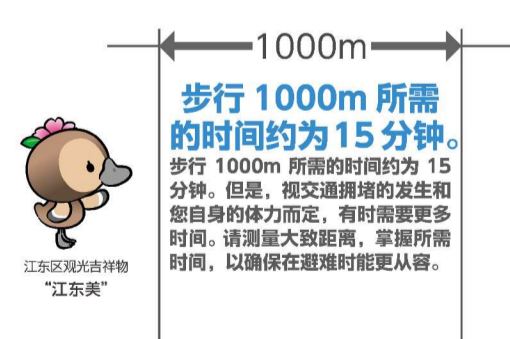 1000m
步行 1000m 所需
的时间约为 15 分钟。
步行 1000m 所需的时间约为 15
分钟。但是，视交通拥堵的发生和
您自身的体力而定，有时需要更多
时间。请测量大致距离，掌握所需
时间，以确保在避难时能更从容。
江东区观光吉祥物
“江东美”